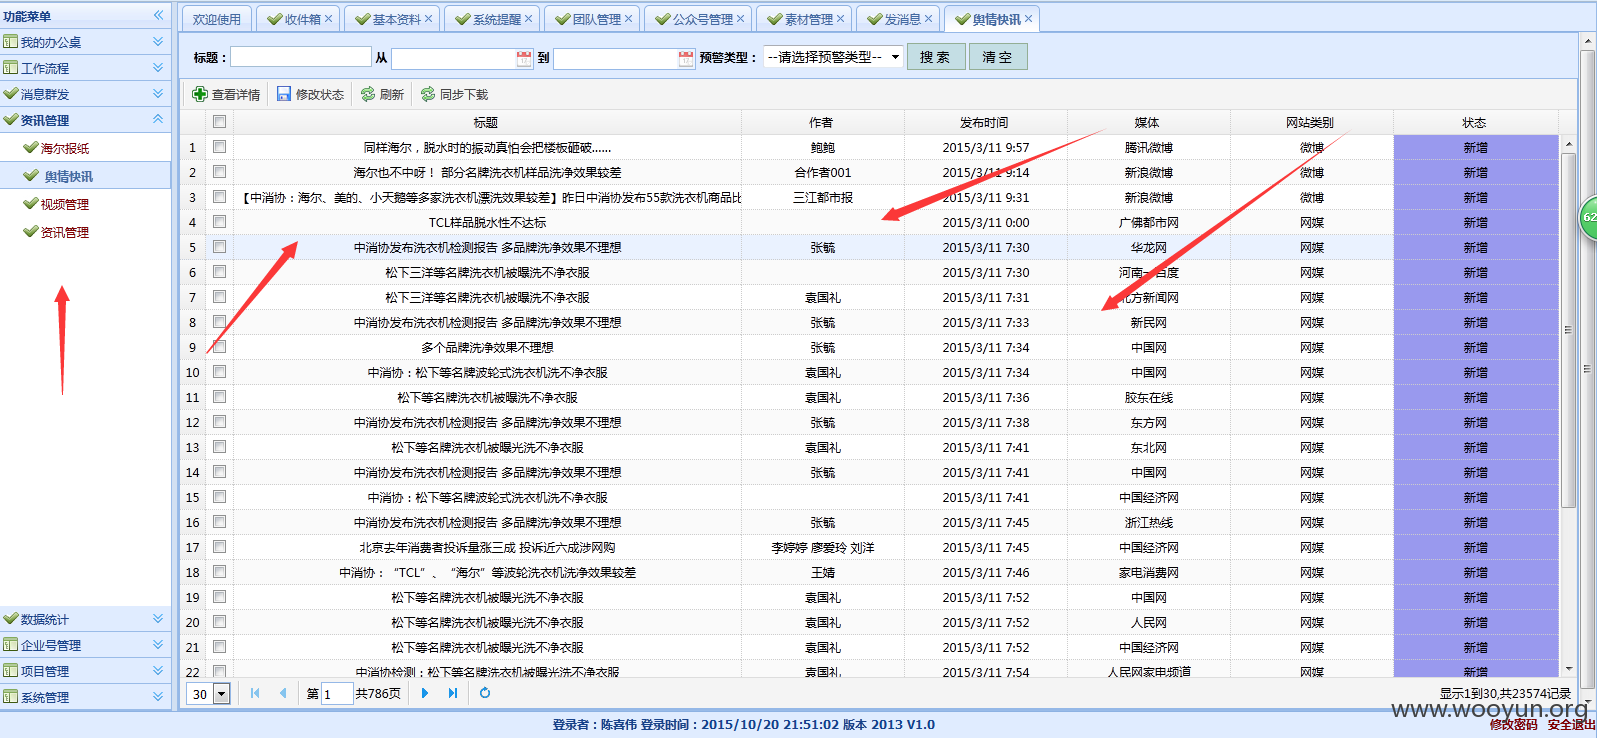 功能菜单
我的办公桌
工作流程
消息群发
资讯管理
海尔报纸
舆情快讯
视频管理
资讯管理
数据统计
企业号管理
项目管理
系统管理
欢迎使用 收件箱 基本资料 系统提醒 团队管理 公众号管理 素材管理 发消息 舆情快讯
标题： 从 到 预警类型： --请选择预警类型-- 搜 索 清 空
查看详情 修改状态 刷新 同步下载
标题 作者 发布时间 媒体 网站类别 状态
1 同样海尔，脱水时的振动真怕会把楼板砸破...... 鲍鲍 2015/3/11 9:57 腾讯微博 微博 新增
2 海尔也不中呀！ 部分名牌洗衣机样品洗净效果较差 合作者001 2015/3/11 9:14 新浪微博 微博 新增
3 【中消协：海尔、美的、小天鹅等多家洗衣机漂洗效果较差】昨日中消协发布55款洗衣机商品比 三江都市报 2015/3/11 9:31 新浪微博 微博 新增
4 TCL样品脱水性不达标 2015/3/11 0:00 广佛都市网 网媒 新增
5 中消协发布洗衣机检测报告 多品牌洗净效果不理想 张毓 2015/3/11 7:30 华龙网 网媒 新增
6 松下三洋等名牌洗衣机被曝洗不净衣服 2015/3/11 7:30 河南一百度 网媒 新增
7 松下三洋等名牌洗衣机被曝洗不净衣服 袁国礼 2015/3/11 7:31 北方新闻网 网媒 新增
8 中消协发布洗衣机检测报告 多品牌洗净效果不理想 张毓 2015/3/11 7:33 新民网 网媒 新增
9 多个品牌洗净效果不理想 张毓 2015/3/11 7:34 中国网 网媒 新增
10 中消协：松下等名牌波轮式洗衣机洗不净衣服 袁国礼 2015/3/11 7:34 中国网 网媒 新增
11 松下等名牌洗衣机被曝洗不净衣服 袁国礼 2015/3/11 7:36 胶东在线 网媒 新增
12 中消协发布洗衣机检测报告 多品牌洗净效果不理想 张毓 2015/3/11 7:38 东方网 网媒 新增
13 松下等名牌洗衣机被曝光洗不净衣服 袁国礼 2015/3/11 7:41 东北网 网媒 新增
14 中消协发布洗衣机检测报告 多品牌洗净效果不理想 张毓 2015/3/11 7:41 中国网 网媒 新增
15 中消协：松下等名牌波轮式洗衣机洗不净衣服 2015/3/11 7:41 中国经济网 网媒 新增
16 中消协发布洗衣机检测报告 多品牌洗净效果不理想 张毓 2015/3/11 7:45 浙江热线 网媒 新增
17 北京去年消费者投诉量涨三成 投诉近六成涉网购 李婷婷 廖爱玲 刘洋 2015/3/11 7:45 中国经济网 网媒 新增
18 中消协：“TCL”、“海尔”等波轮洗衣机洗净效果较差 王婧 2015/3/11 7:46 家电消费网 网媒 新增
19 松下等名牌洗衣机被曝光洗不净衣服 袁国礼 2015/3/11 7:52 中国网 网媒 新增
20 松下等名牌洗衣机被曝光洗不净衣服 袁国礼 2015/3/11 7:52 人民网 网媒 新增
21 松下等名牌洗衣机被曝光洗不净衣服 袁国礼 2015/3/11 7:52 中国经济网 网媒 新增
22 中消协检测：松下等名牌洗衣机被曝光洗不净衣服 袁国礼 2015/3/11 7:54 人民网家电频道 网媒 新增
30 第 1 共786页 显示1到30,共23574记录
62
登录者：陈喜伟 登录时间：2015/10/20 21:51:02 版本 2013 V1.0
修改密码 安全退出
www.wooyun.org